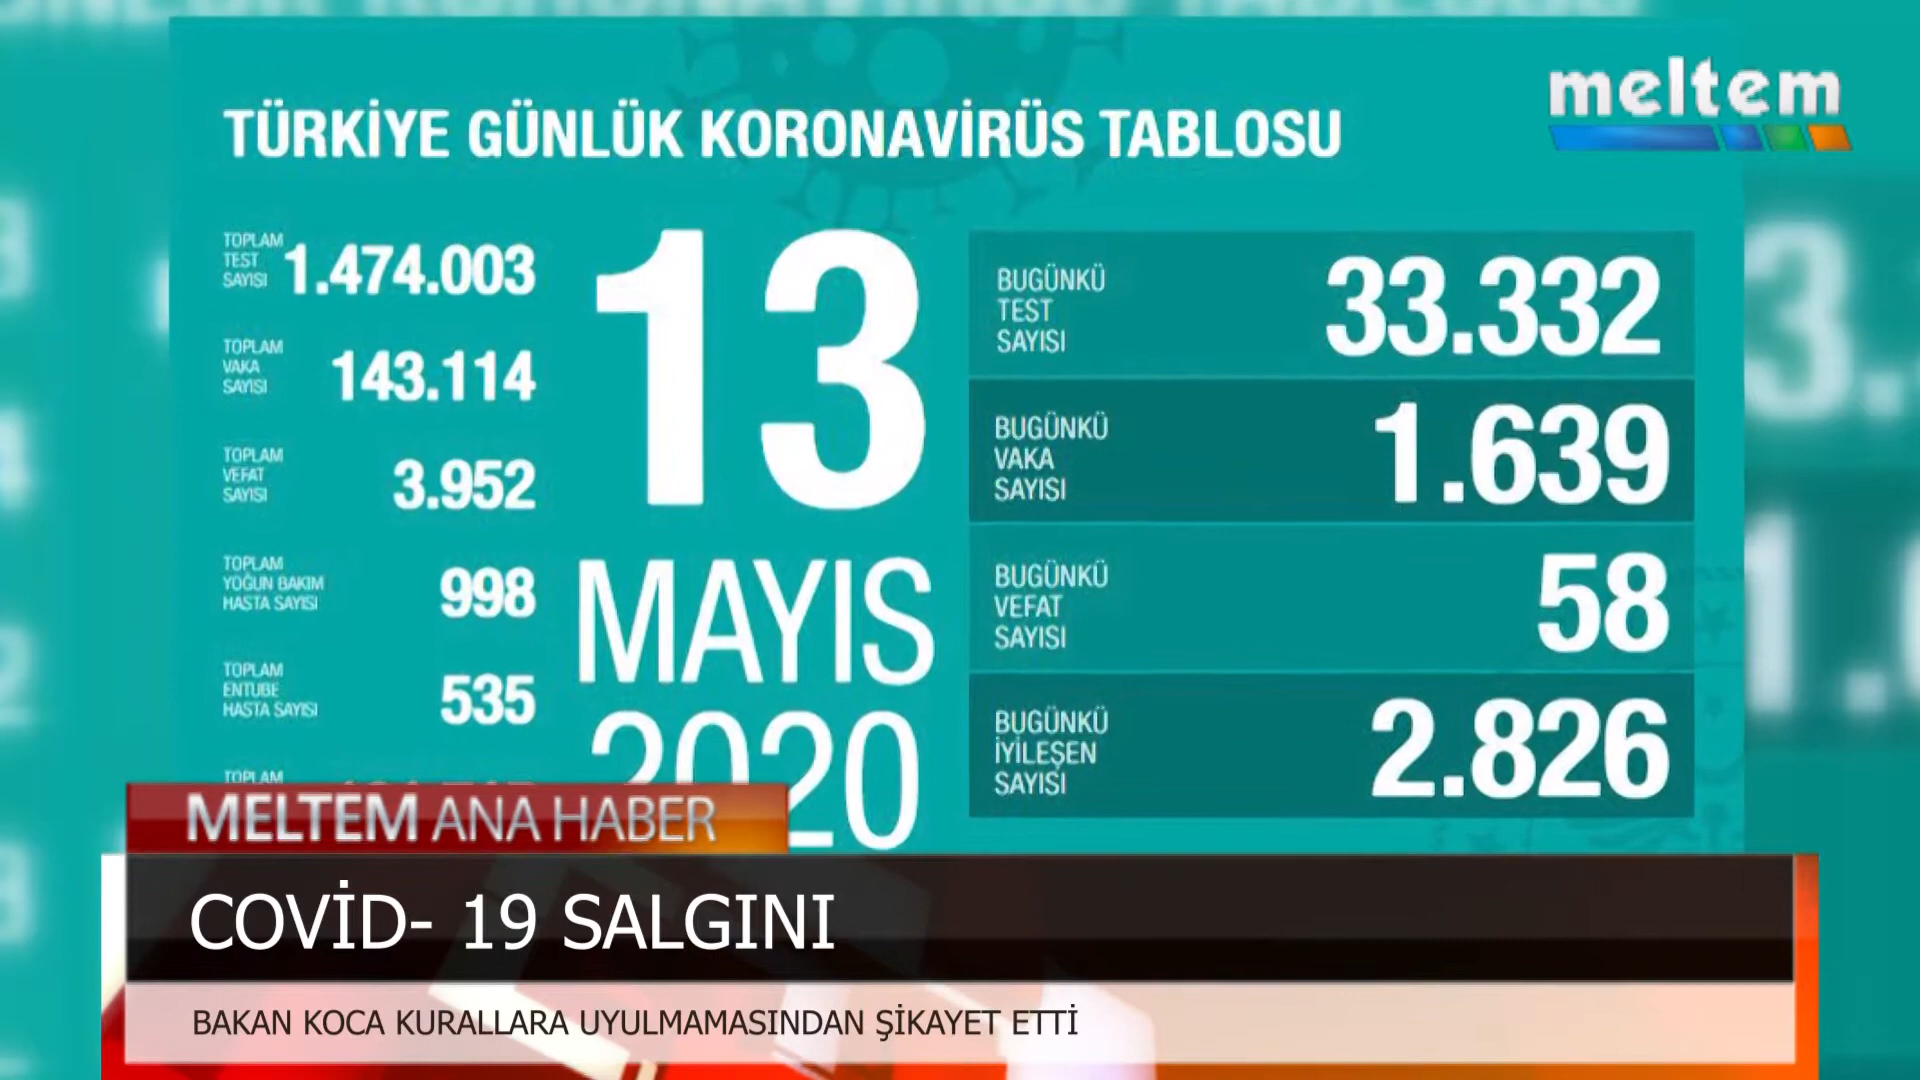 meltem
TÜRKİYE GÜNLÜK KORONAVİRÜS TABLOSU
TOPLAM
TEST
SAYISI
1.474.003
TOPLAM
VAKA
SAYISI
143.114
TOPLAM
VEFAT
SAYISI
3.952
TOPLAM
YOĞUN BAKIM
HASTA SAYISI
998
TOPLAM
ENTUBE
HASTA SAYISI
535
TOPLAM
13
MAYIS
2020
BUGÜNKÜ
TEST
SAYISI
33.332
BUGÜNKÜ
VAKA
SAYISI
1.639
BUGÜNKÜ
VEFAT
SAYISI
58
BUGÜNKÜ
İYİLEŞEN
SAYISI
2.826
MELTEM ANA HABER
COVİD- 19 SALGINI
BAKAN KOCA KURALLARA UYULMAMASINDAN ŞİKAYET ETTİ